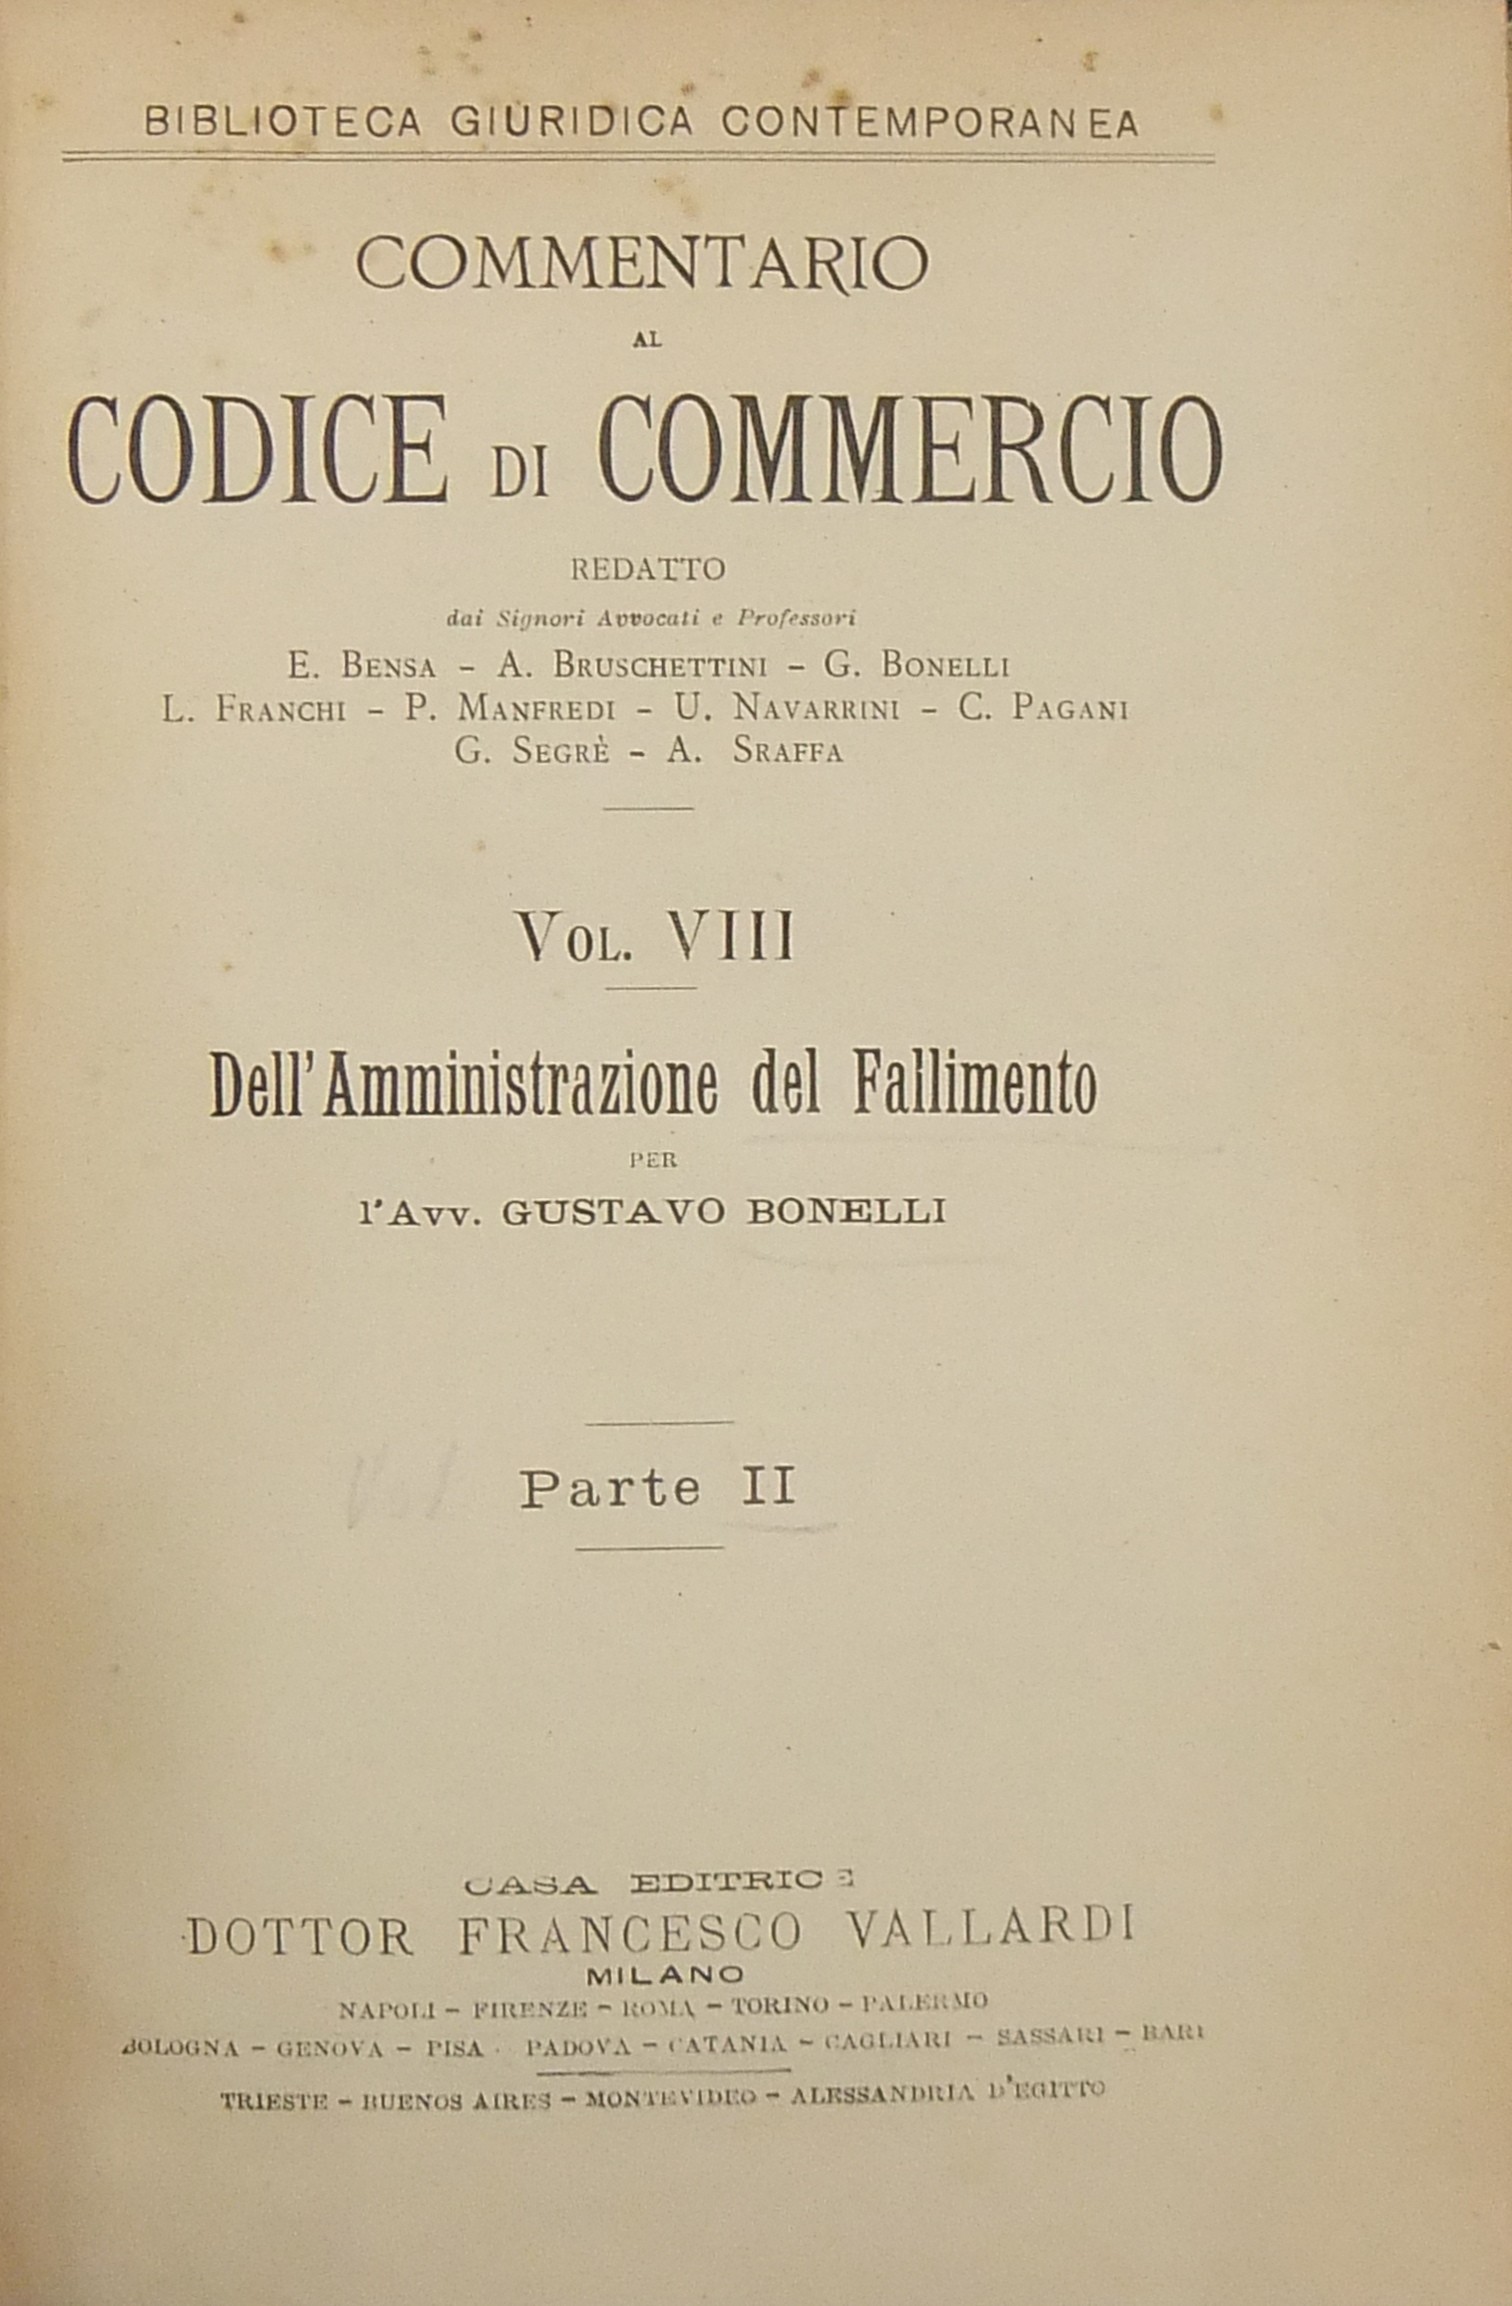 BIBLIOTECA GIURIDICA CONTEMPORANEA
COMMENTARIO
AL
CODICE DI COMMERCIO
REDATTO
dai Signori Avvocati e Professori
E. BENSA - A. BRUSCHETTINI - G. BONELLI
L. FRANCHI - P. MANFREDI - U. NAVARRINI - C. PAGANI
G. SEGRÈ - A. SRAFFA
VOL. VIII
Dell'Amministrazione del Fallimento
PER
l'Avv. GUSTAVO BONELLI
Parte II
CASA EDITRICE
DOTTOR FRANCESCO VALLARDI
MILANO
NAPOLI - FIRENZE - ROMA - TORINO - PALERMO
BOLOGNA - GENOVA - PISA - PADOVA - CATANIA - CAGLIARI - SASSARI - BARI
TRIESTE - BUENOS AIRES - MONTEVIDEO - ALESSANDRIA D'EGITTO